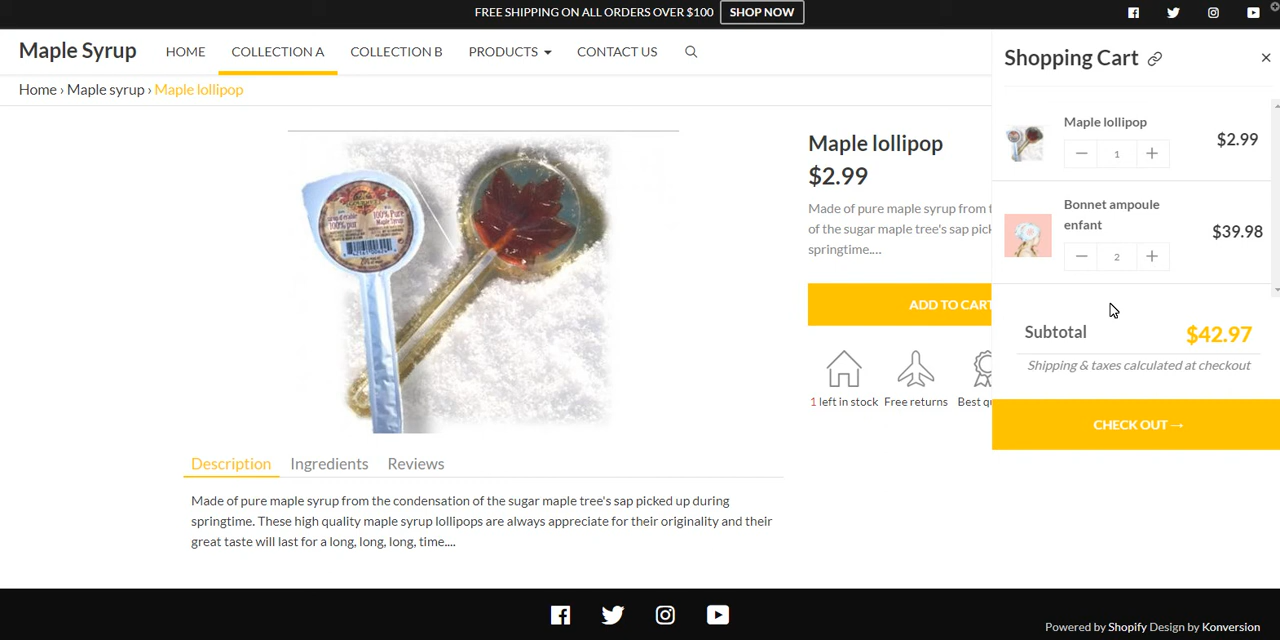 FREE SHIPPING ON ALL ORDERS OVER $100 SHOP NOW
Maple Syrup HOME COLLECTION A COLLECTION B PRODUCTS CONTACT US
Home › Maple syrup › Maple lollipop
Shopping Cart ×
Maple lollipop
1
$2.99
Bonnet ampoule
enfant
2
$39.98
Subtotal $42.97
Shipping & taxes calculated at checkout
CHECK OUT →
Maple lollipop
$2.99
Made of pure maple syrup from t
of the sugar maple tree's sap pick
springtime....
ADD TO CART
1 left in stock Free returns Best qu
100% Pure
Maple Syrup
Description Ingredients Reviews
Made of pure maple syrup from the condensation of the sugar maple tree's sap picked up during
springtime. These high quality maple syrup lollipops are always appreciate for their originality and their
great taste will last for a long, long, long, time....
Powered by Shopify Design by Konversion